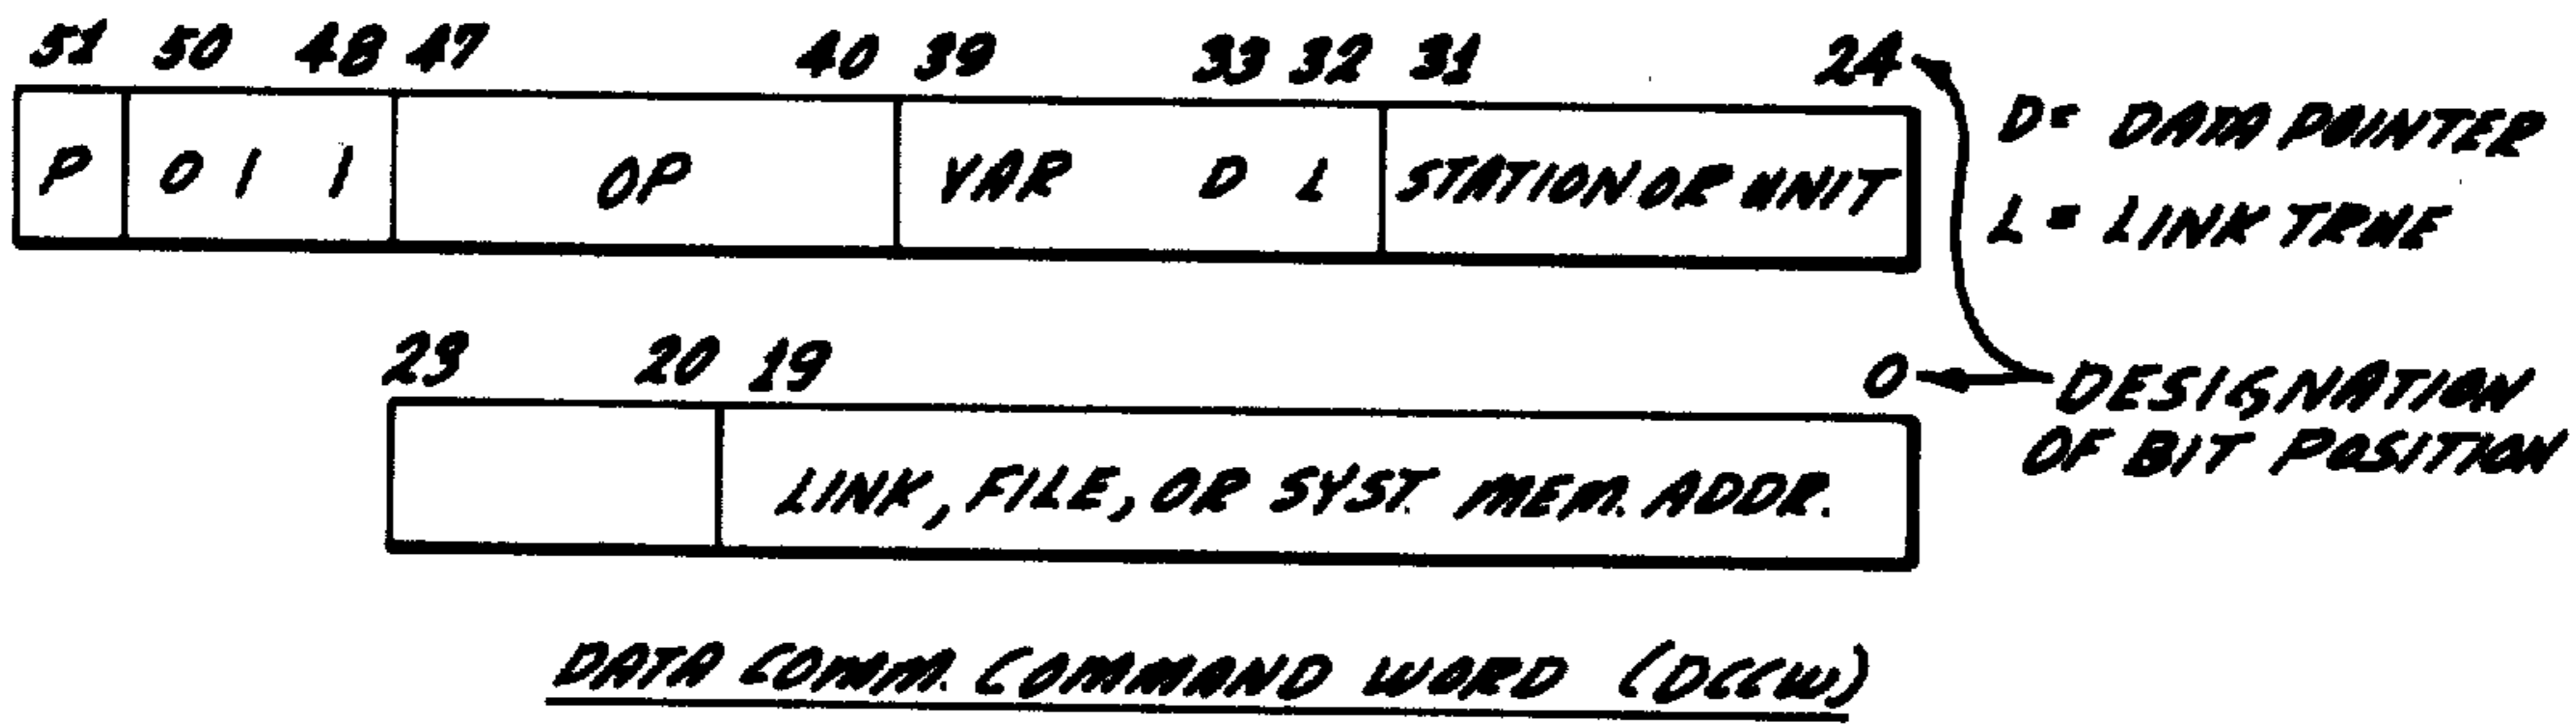 51 50 48 47 40 39 33 32 31 24
P 0 1 1 OP VAR D L STATION OR UNIT
D = DATA POINTER
L = LINK TRUE
23 20 19 0
DESIGNATION
OF BIT POSITION
LINK, FILE, OR SYST. MEM. ADDR.
DATA COMM. COMMAND WORD (DCCW)